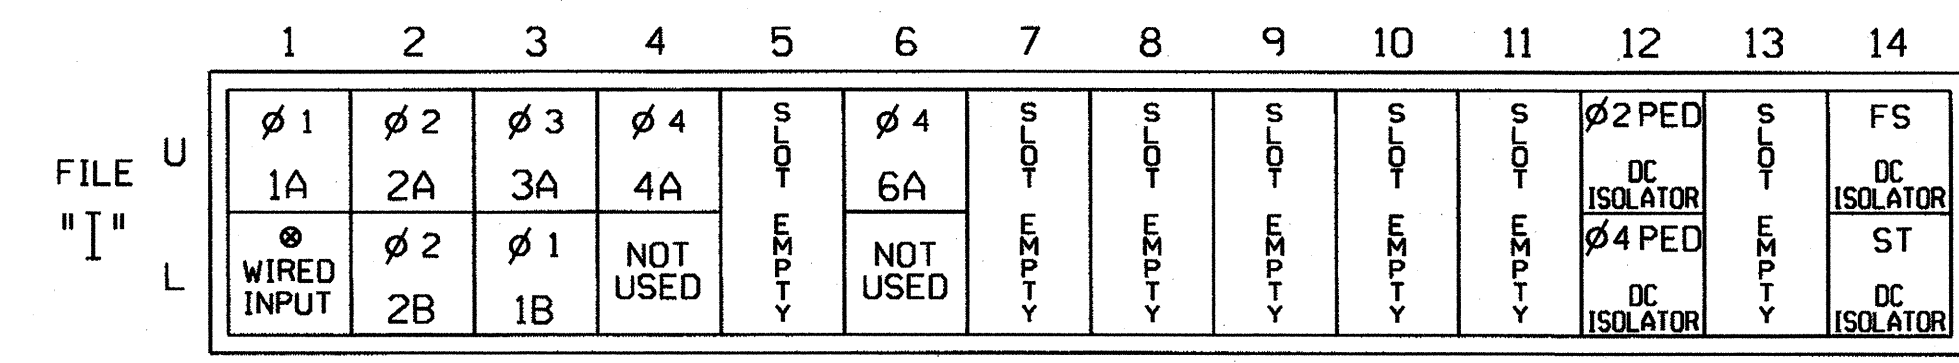 1 2 3 4 5 6 7 8 9 10 11 12 13 14
FILE "I"
U
Ø 1 1A
Ø 2 2A
Ø 3 3A
Ø 4 4A
SLOT EMPTY
Ø 4 6A
SLOT EMPTY
SLOT EMPTY
SLOT EMPTY
SLOT EMPTY
SLOT EMPTY
Ø2 PED DC ISOLATOR
SLOT EMPTY
FS DC ISOLATOR
L
⊗ WIRED INPUT
Ø 2 2B
Ø 1 1B
NOT USED
NOT USED
Ø4 PED DC ISOLATOR
ST DC ISOLATOR